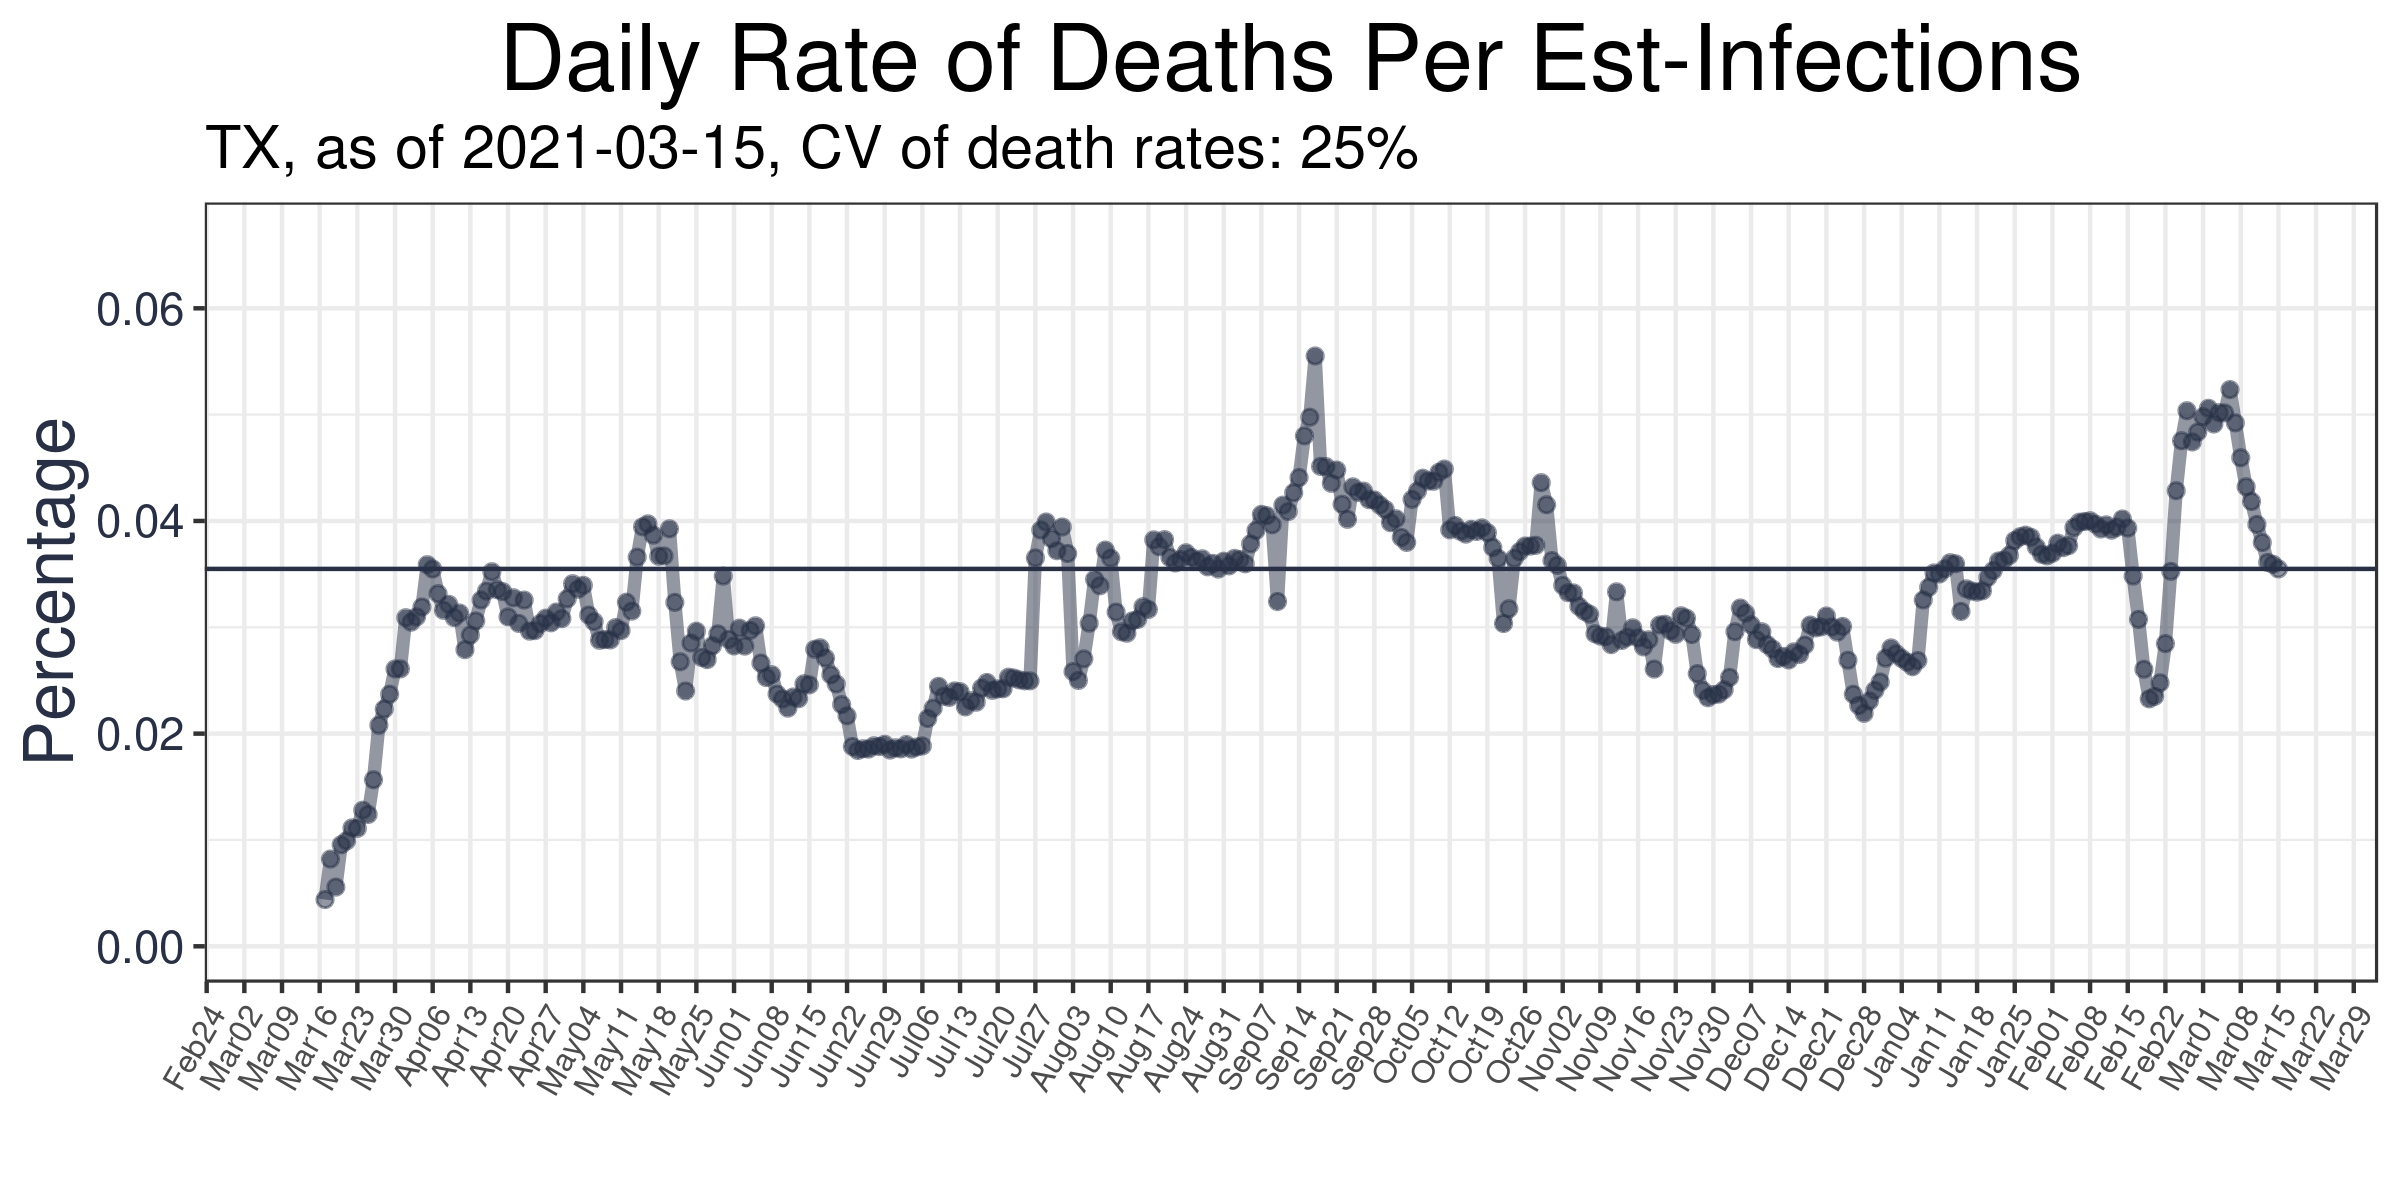 Daily Rate of Deaths Per Est-Infections
TX, as of 2021-03-15, CV of death rates: 25%
Percentage
0.06
0.04
0.02
0.00
Feb24 Mar02 Mar09 Mar16 Mar23 Mar30 Apr06 Apr13 Apr20 Apr27 May04 May11 May18 May25 Jun01 Jun08 Jun15 Jun22 Jun29 Jul06 Jul13 Jul20 Jul27 Aug03 Aug10 Aug17 Aug24 Aug31 Sep07 Sep14 Sep21 Sep28 Oct05 Oct12 Oct19 Oct26 Nov02 Nov09 Nov16 Nov23 Nov30 Dec07 Dec14 Dec21 Dec28 Jan04 Jan11 Jan18 Jan25 Feb01 Feb08 Feb15 Feb22 Mar01 Mar08 Mar15 Mar22 Mar29